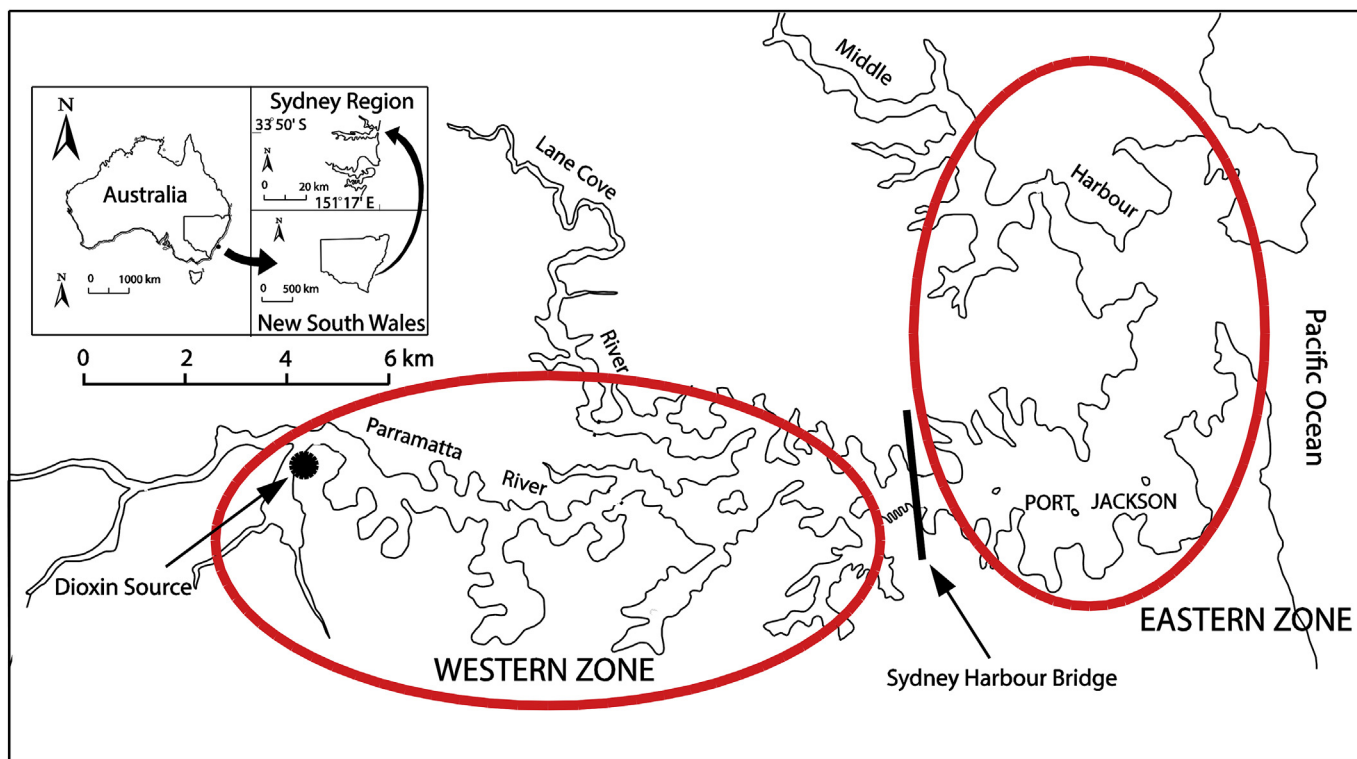 N
Australia
N
0 1000 km
Sydney Region
33°50' S
N
0 20 km
151°17' E
N
0 500 km
New South Wales
0 2 4 6 km
Middle
Harbour
Lane Cove
River
Parramatta
River
Dioxin Source
WESTERN ZONE
PORT JACKSON
Pacific Ocean
EASTERN ZONE
Sydney Harbour Bridge